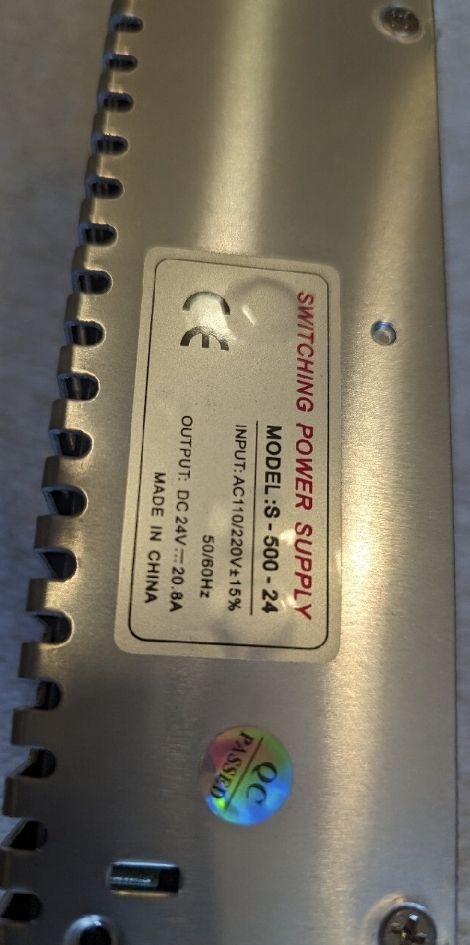 SWITCHING POWER SUPPLY
MODEL:S-500-24
INPUT:AC110/220V±15%
50/60Hz
OUTPUT: DC 24V⎓20.8A
MADE IN CHINA
CE
QC
PASSED